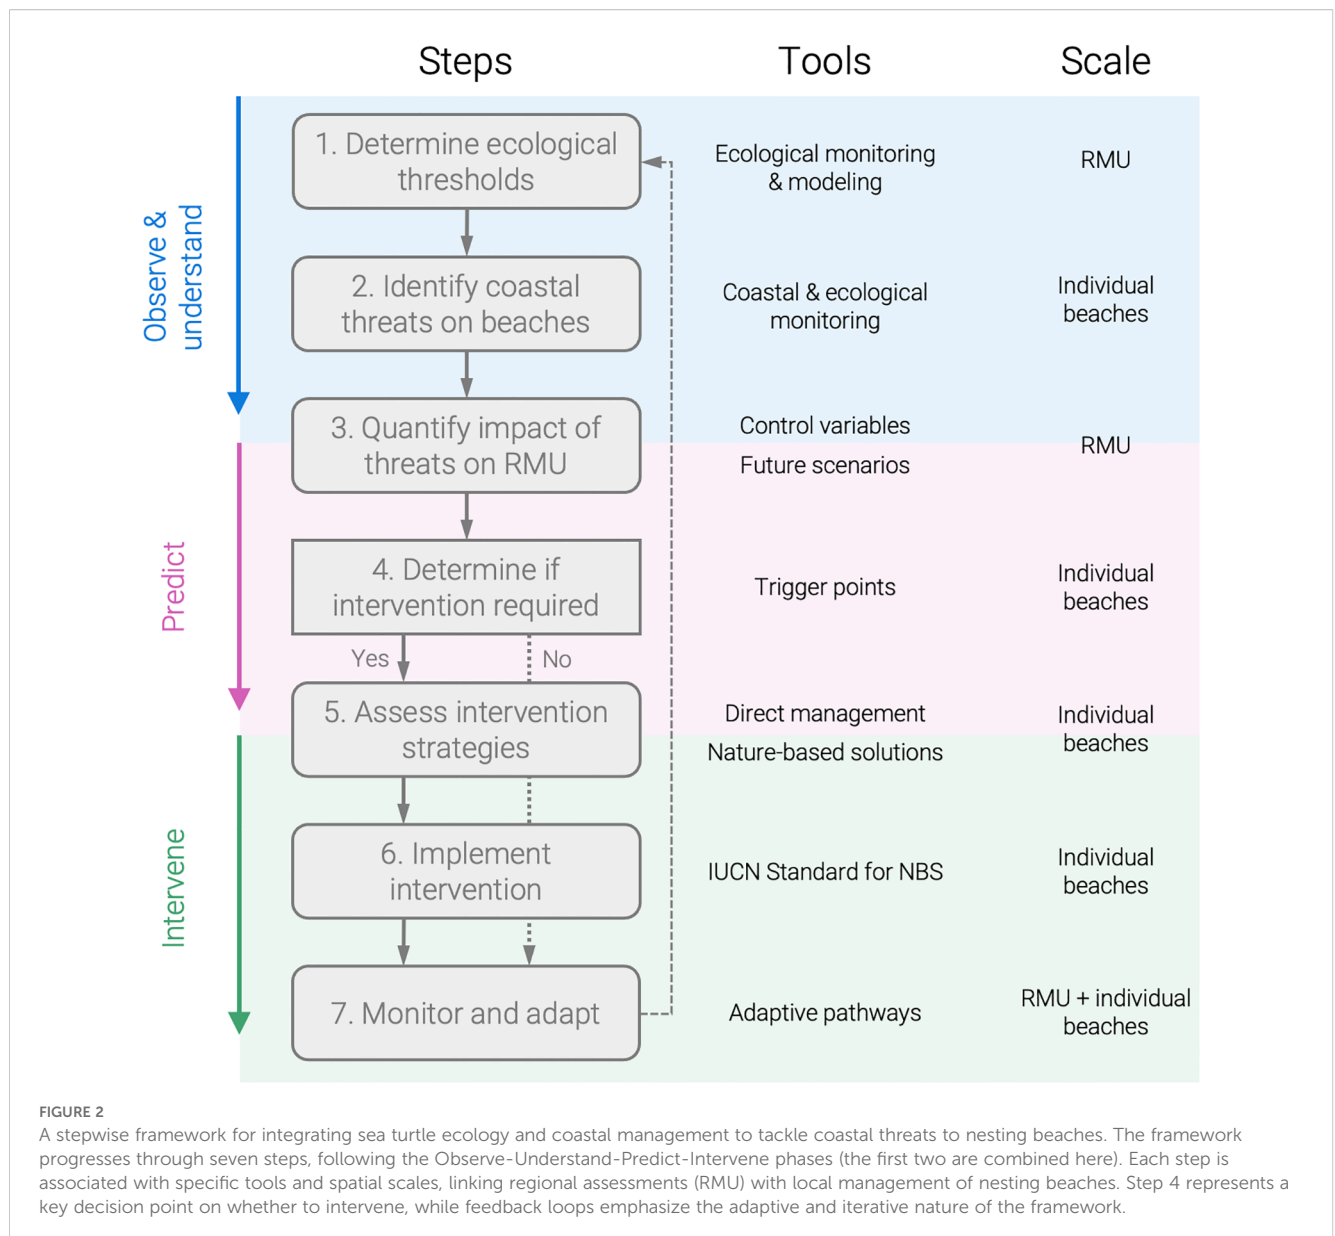 Steps
Tools
Scale
Observe &
understand
1. Determine ecological
thresholds
Ecological monitoring
& modeling
RMU
2. Identify coastal
threats on beaches
Coastal & ecological
monitoring
Individual
beaches
3. Quantify impact of
threats on RMU
Control variables
Future scenarios
RMU
Predict
4. Determine if
intervention required
Trigger points
Individual
beaches
Yes
No
5. Assess intervention
strategies
Direct management
Nature-based solutions
Individual
beaches
Intervene
6. Implement
intervention
IUCN Standard for NBS
Individual
beaches
7. Monitor and adapt
Adaptive pathways
RMU + individual
beaches
FIGURE 2
A stepwise framework for integrating sea turtle ecology and coastal management to tackle coastal threats to nesting beaches. The framework
progresses through seven steps, following the Observe-Understand-Predict-Intervene phases (the first two are combined here). Each step is
associated with specific tools and spatial scales, linking regional assessments (RMU) with local management of nesting beaches. Step 4 represents a
key decision point on whether to intervene, while feedback loops emphasize the adaptive and iterative nature of the framework.